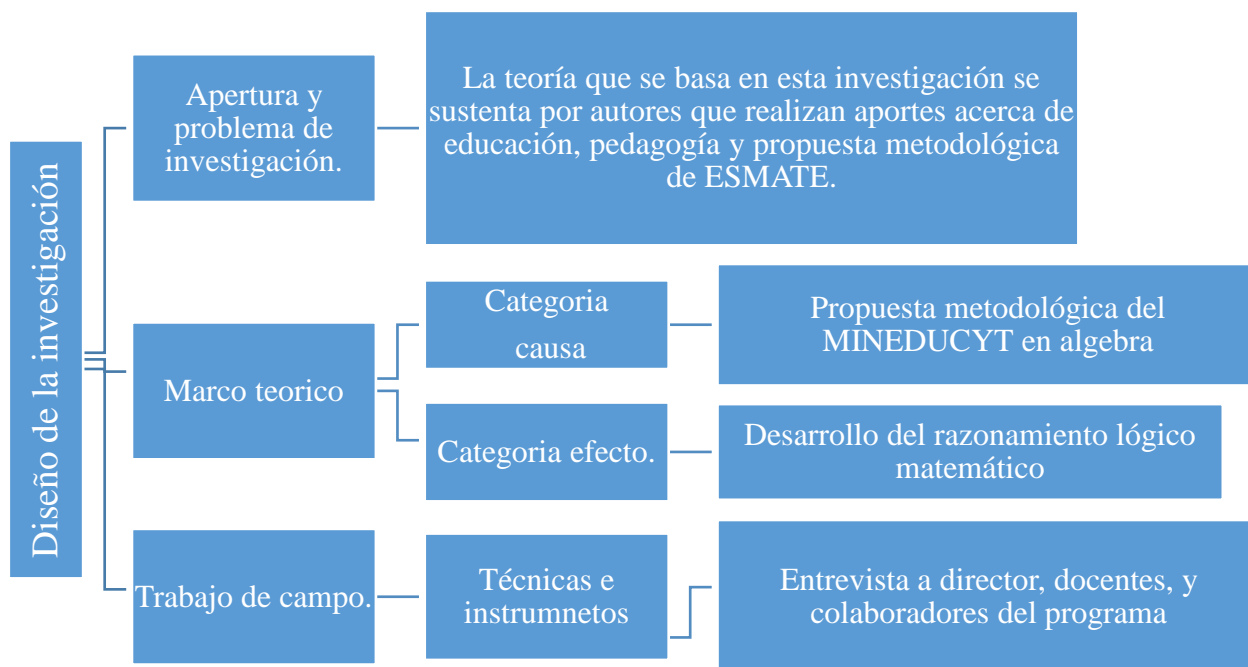 Diseño de la investigación
Apertura y
problema de
investigación.
La teoría que se basa en esta investigación se
sustenta por autores que realizan aportes acerca de
educación, pedagogía y propuesta metodológica
de ESMATE.
Marco teorico
Categoria
causa
Propuesta metodológica del
MINEDUCYT en algebra
Categoria efecto.
Desarrollo del razonamiento lógico
matemático
Trabajo de campo.
Técnicas e
instrumnetos
Entrevista a director, docentes, y
colaboradores del programa